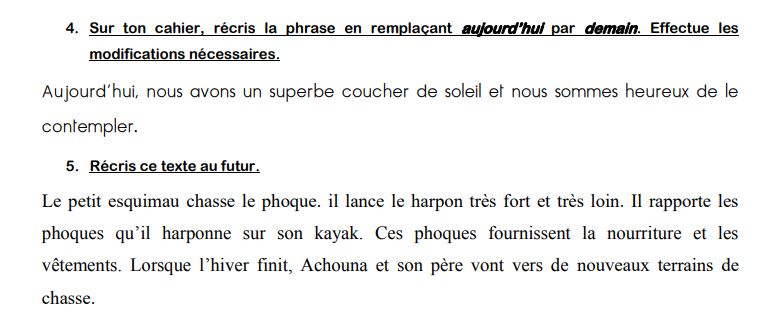 4. Sur ton cahier, récris la phrase en remplaçant aujourd’hui par demain. Effectue les
modifications nécessaires.
Aujourd’hui, nous avons un superbe coucher de soleil et nous sommes heureux de le
contempler.
5. Récris ce texte au futur.
Le petit esquimau chasse le phoque. il lance le harpon très fort et très loin. Il rapporte les
phoques qu’il harponne sur son kayak. Ces phoques fournissent la nourriture et les
vêtements. Lorsque l’hiver finit, Achouna et son père vont vers de nouveaux terrains de
chasse.